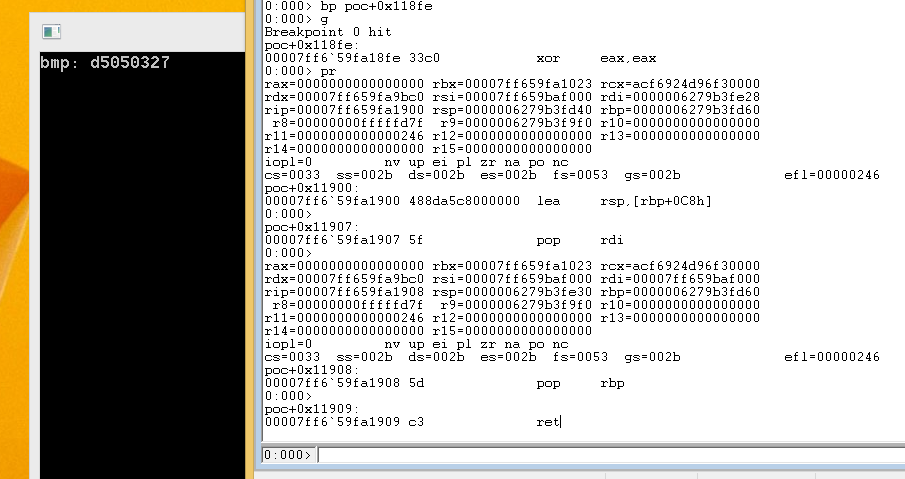 bmp: d5050327
0:000> bp poc+0x118fe
0:000> g
Breakpoint 0 hit
poc+0x118fe:
00007ff6`59fa18fe 33c0 xor eax,eax
0:000> pr
rax=0000000000000000 rbx=00007ff659fa1023 rcx=acf6924d96f30000
rdx=00007ff659fa9bc0 rsi=00007ff659baf000 rdi=0000006279b3fe28
rip=00007ff659fa1900 rsp=0000006279b3fd40 rbp=0000006279b3fd60
r8=00000000fffffd7f r9=0000006279b3f9f0 r10=0000000000000000
r11=0000000000000246 r12=0000000000000000 r13=0000000000000000
r14=0000000000000000 r15=0000000000000000
iopl=0 nv up ei pl zr na po nc
cs=0033 ss=002b ds=002b es=002b fs=0053 gs=002b efl=00000246
poc+0x11900:
00007ff6`59fa1900 488da5c8000000 lea rsp,[rbp+0C8h]
0:000>
poc+0x11907:
00007ff6`59fa1907 5f pop rdi
0:000>
rax=0000000000000000 rbx=00007ff659fa1023 rcx=acf6924d96f30000
rdx=00007ff659fa9bc0 rsi=00007ff659baf000 rdi=00007ff659baf000
rip=00007ff659fa1908 rsp=0000006279b3fe30 rbp=0000006279b3fd60
r8=00000000fffffd7f r9=0000006279b3f9f0 r10=0000000000000000
r11=0000000000000246 r12=0000000000000000 r13=0000000000000000
r14=0000000000000000 r15=0000000000000000
iopl=0 nv up ei pl zr na po nc
cs=0033 ss=002b ds=002b es=002b fs=0053 gs=002b efl=00000246
poc+0x11908:
00007ff6`59fa1908 5d pop rbp
0:000>
poc+0x11909:
00007ff6`59fa1909 c3 ret
0:000>